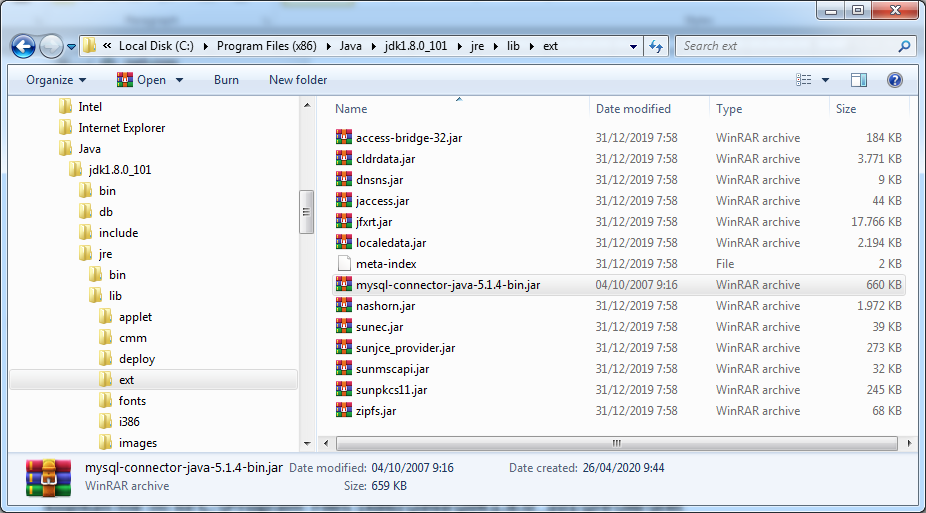 « Local Disk (C:) ▸ Program Files (x86) ▸ Java ▸ jdk1.8.0_101 ▸ jre ▸ lib ▸ ext
Search ext
Organize Open Burn New folder
Name Date modified Type Size
Intel
Internet Explorer
Java
jdk1.8.0_101
bin
db
include
jre
bin
lib
applet
cmm
deploy
ext
fonts
i386
images
access-bridge-32.jar 31/12/2019 7:58 WinRAR archive 184 KB
cldrdata.jar 31/12/2019 7:58 WinRAR archive 3.771 KB
dnsns.jar 31/12/2019 7:58 WinRAR archive 9 KB
jaccess.jar 31/12/2019 7:58 WinRAR archive 44 KB
jfxrt.jar 31/12/2019 7:58 WinRAR archive 17.766 KB
localedata.jar 31/12/2019 7:58 WinRAR archive 2.194 KB
meta-index 31/12/2019 7:58 File 2 KB
mysql-connector-java-5.1.4-bin.jar 04/10/2007 9:16 WinRAR archive 660 KB
nashorn.jar 31/12/2019 7:58 WinRAR archive 1.972 KB
sunec.jar 31/12/2019 7:58 WinRAR archive 39 KB
sunjce_provider.jar 31/12/2019 7:58 WinRAR archive 273 KB
sunmscapi.jar 31/12/2019 7:58 WinRAR archive 32 KB
sunpkcs11.jar 31/12/2019 7:58 WinRAR archive 245 KB
zipfs.jar 31/12/2019 7:58 WinRAR archive 68 KB
mysql-connector-java-5.1.4-bin.jar Date modified: 04/10/2007 9:16 Date created: 26/04/2020 9:44
WinRAR archive Size: 659 KB